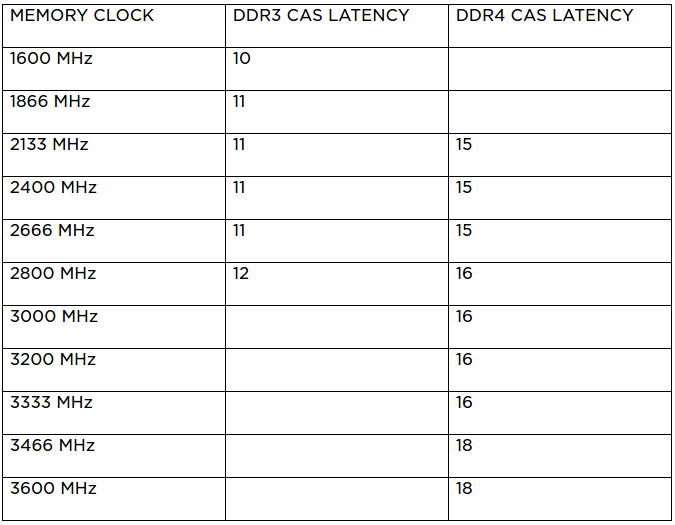 MEMORY CLOCK DDR3 CAS LATENCY DDR4 CAS LATENCY
1600 MHz 10
1866 MHz 11
2133 MHz 11 15
2400 MHz 11 15
2666 MHz 11 15
2800 MHz 12 16
3000 MHz 16
3200 MHz 16
3333 MHz 16
3466 MHz 18
3600 MHz 18